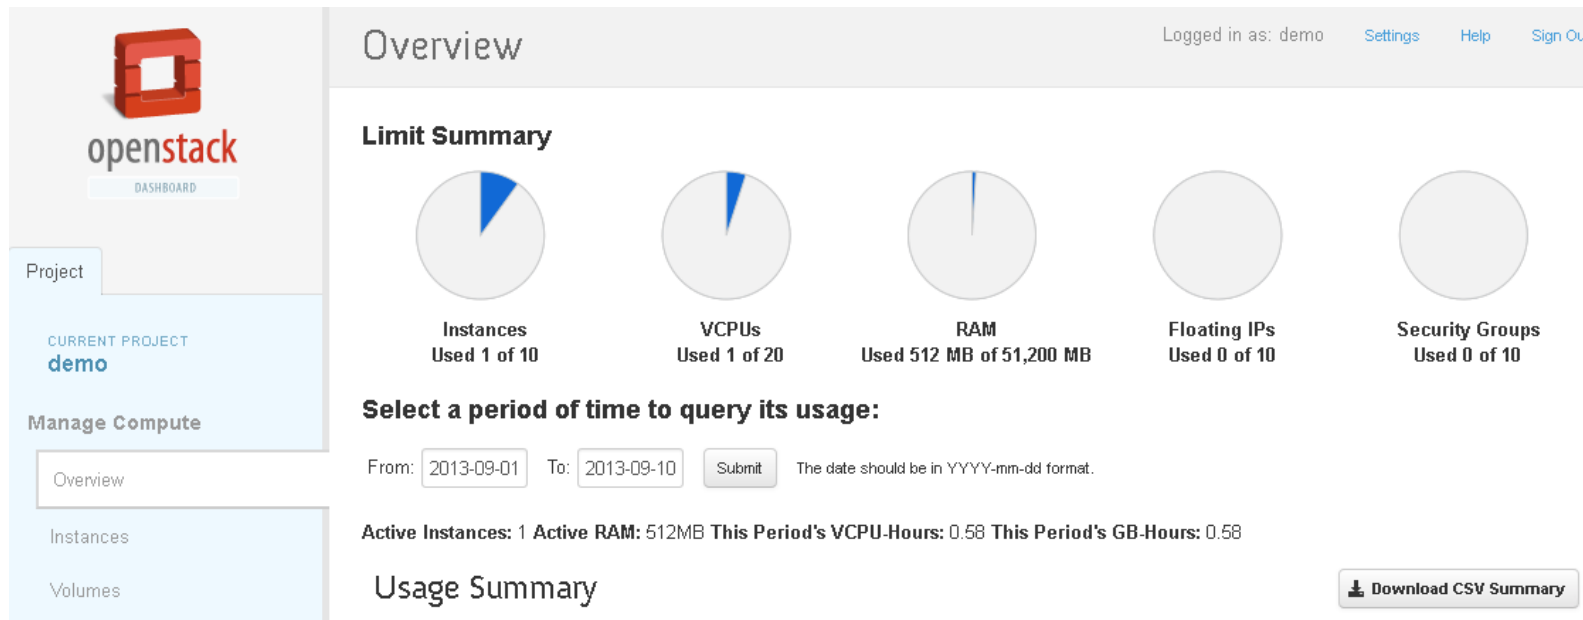 openstack
DASHBOARD
Project
CURRENT PROJECT
demo
Manage Compute
Overview
Instances
Volumes
Overview
Logged in as: demo Settings Help Sign Ou
Limit Summary
Instances
Used 1 of 10
VCPUs
Used 1 of 20
RAM
Used 512 MB of 51,200 MB
Floating IPs
Used 0 of 10
Security Groups
Used 0 of 10
Select a period of time to query its usage:
From: 2013-09-01 To: 2013-09-10 Submit The date should be in YYYY-mm-dd format.
Active Instances: 1 Active RAM: 512MB This Period's VCPU-Hours: 0.58 This Period's GB-Hours: 0.58
Usage Summary
Download CSV Summary